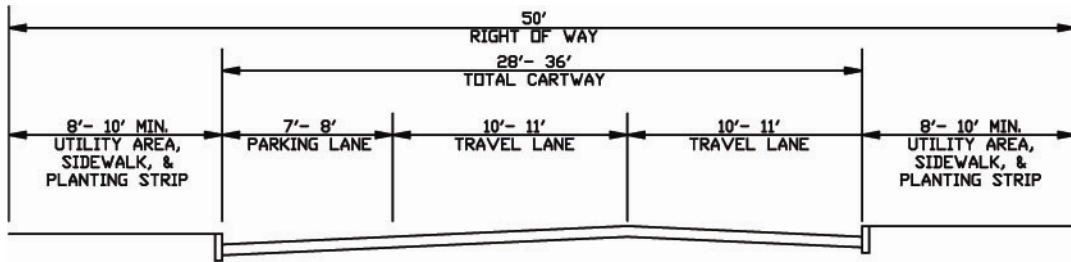 50'
RIGHT OF WAY
28'- 36'
TOTAL CARTWAY
8'- 10' MIN.
UTILITY AREA,
SIDEWALK, &
PLANTING STRIP
7'- 8'
PARKING LANE
10'- 11'
TRAVEL LANE
10'- 11'
TRAVEL LANE
8'- 10' MIN.
UTILITY AREA,
SIDEWALK, &
PLANTING STRIP